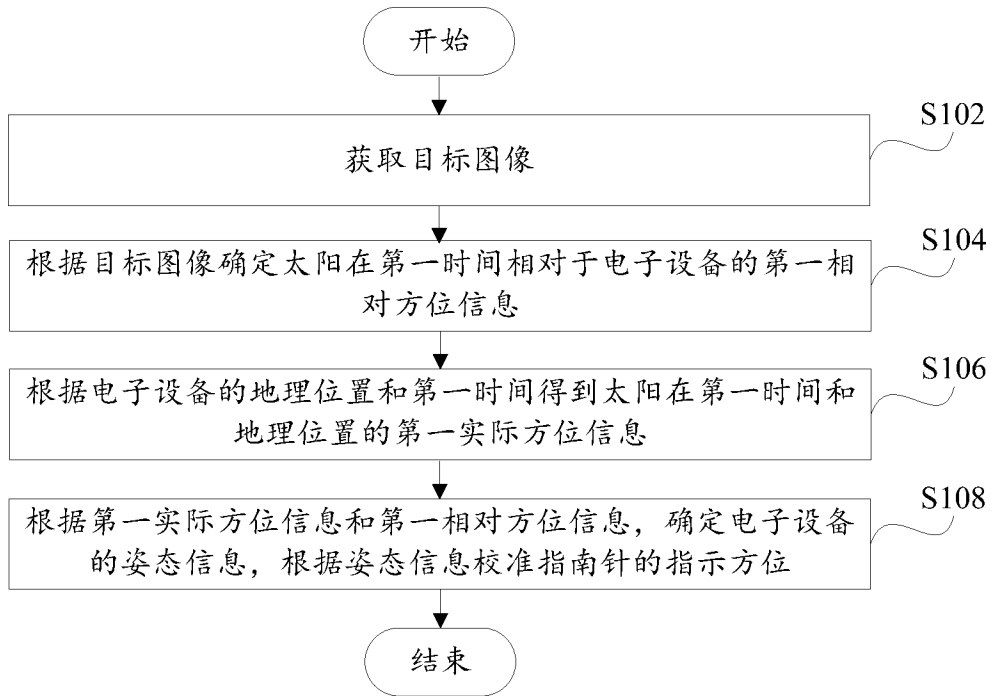 开始
S102
获取目标图像
S104
根据目标图像确定太阳在第一时间相对于电子设备的第一相
对方位信息
S106
根据电子设备的地理位置和第一时间得到太阳在第一时间和
地理位置的第一实际方位信息
S108
根据第一实际方位信息和第一相对方位信息，确定电子设备
的姿态信息，根据姿态信息校准指南针的指示方位
结束